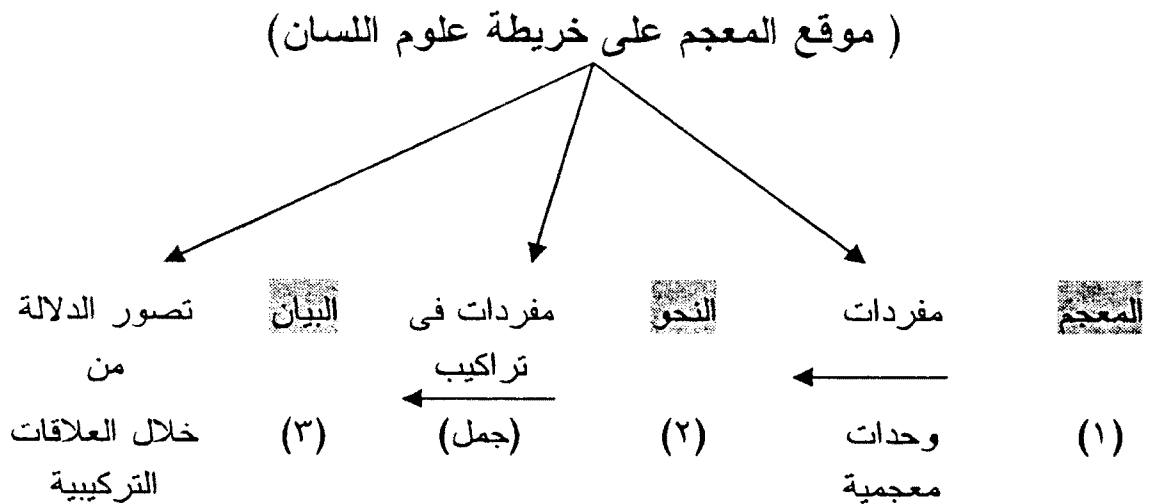 ( موقع المعجم على خريطة علوم اللسان)
المعجم مفردات النحو مفردات فى البيان تصور الدلالة
تراكيب من
(١) وحدات (٢) (جمل) (٣) خلال العلاقات
معجمية التركيبية